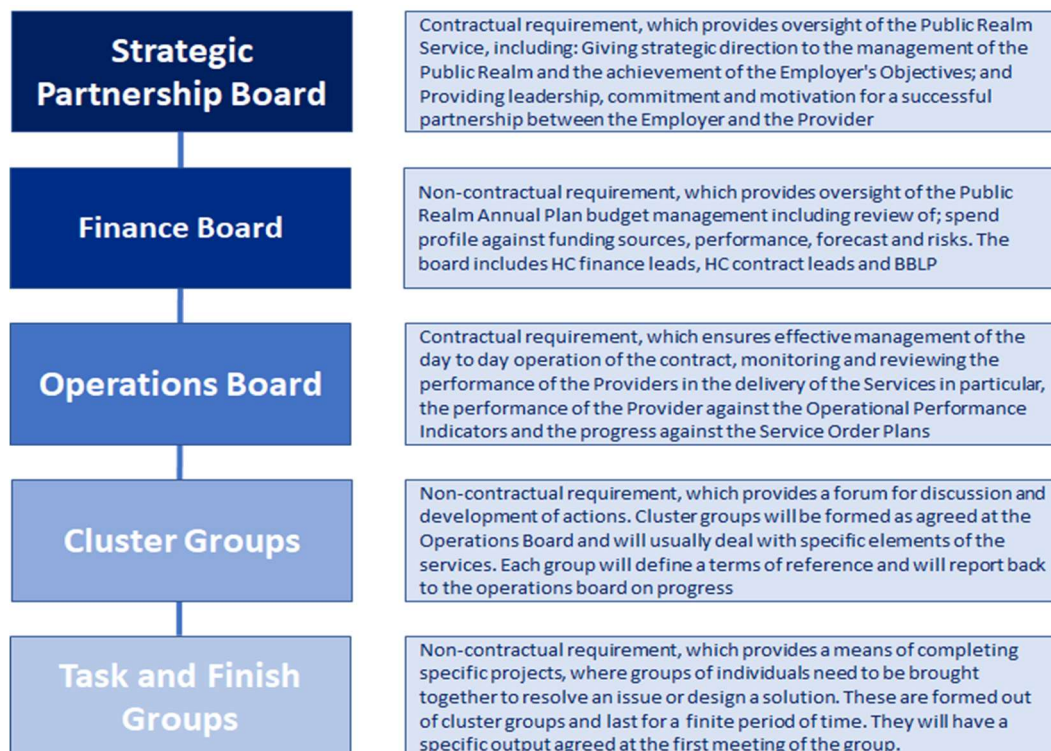 Strategic
Partnership Board
Contractual requirement, which provides oversight of the Public Realm
Service, including: Giving strategic direction to the management of the
Public Realm and the achievement of the Employer's Objectives; and
Providing leadership, commitment and motivation for a successful
partnership between the Employer and the Provider
Finance Board
Non-contractual requirement, which provides oversight of the Public
Realm Annual Plan budget management including review of; spend
profile against funding sources, performance, forecast and risks. The
board includes HC finance leads, HC contract leads and BBLP
Operations Board
Contractual requirement, which ensures effective management of the
day to day operation of the contract, monitoring and reviewing the
performance of the Providers in the delivery of the Services in particular,
the performance of the Provider against the Operational Performance
Indicators and the progress against the Service Order Plans
Cluster Groups
Non-contractual requirement, which provides a forum for discussion and
development of actions. Cluster groups will be formed as agreed at the
Operations Board and will usually deal with specific elements of the
services. Each group will define a terms of reference and will report back
to the operations board on progress
Task and Finish
Groups
Non-contractual requirement, which provides a means of completing
specific projects, where groups of individuals need to be brought
together to resolve an issue or design a solution. These are formed out
of cluster groups and last for a finite period of time. They will have a
specific output agreed at the first meeting of the group.